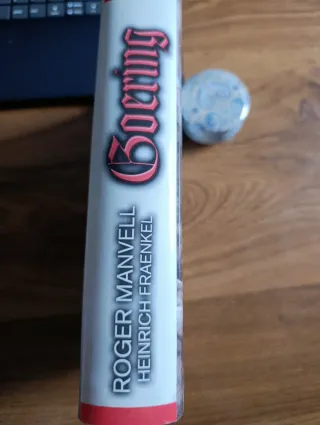 Goering
ROGER MANVELL
HEINRICH FRAENKEL